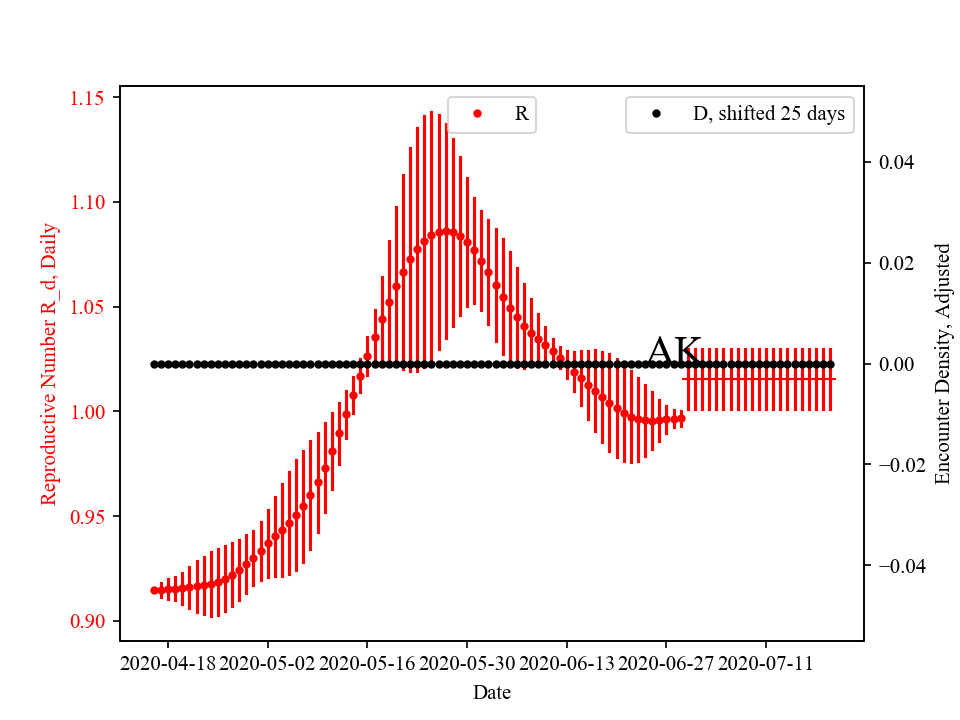 R
D, shifted 25 days
Reproductive Number R_d, Daily
1.15
1.10
1.05
1.00
0.95
0.90
AK
0.04
0.02
0.00
−0.02
−0.04
Encounter Density, Adjusted
2020-04-18 2020-05-02 2020-05-16 2020-05-30 2020-06-13 2020-06-27 2020-07-11
Date